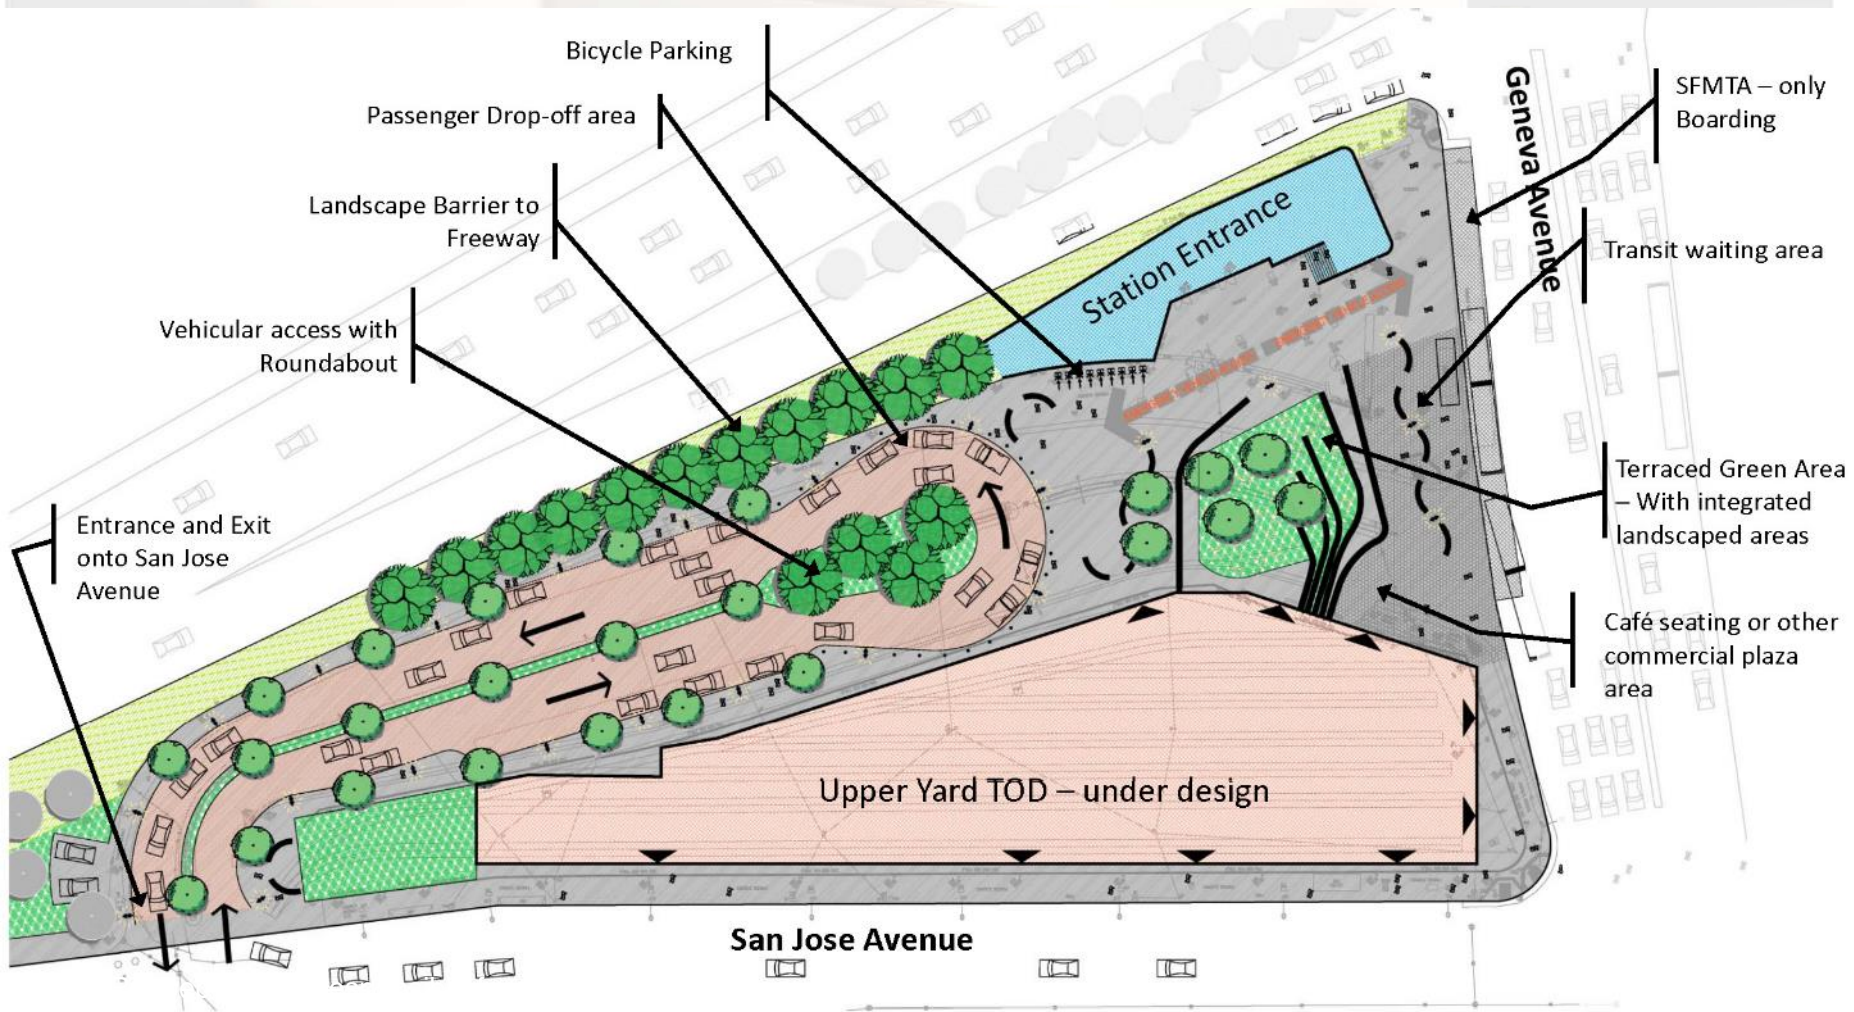 Bicycle Parking
Passenger Drop-off area
Landscape Barrier to
Freeway
Vehicular access with
Roundabout
Entrance and Exit
onto San Jose
Avenue
Station Entrance
Geneva Avenue
SFMTA – only
Boarding
Transit waiting area
Terraced Green Area
– With integrated
landscaped areas
Café seating or other
commercial plaza
area
Upper Yard TOD – under design
San Jose Avenue